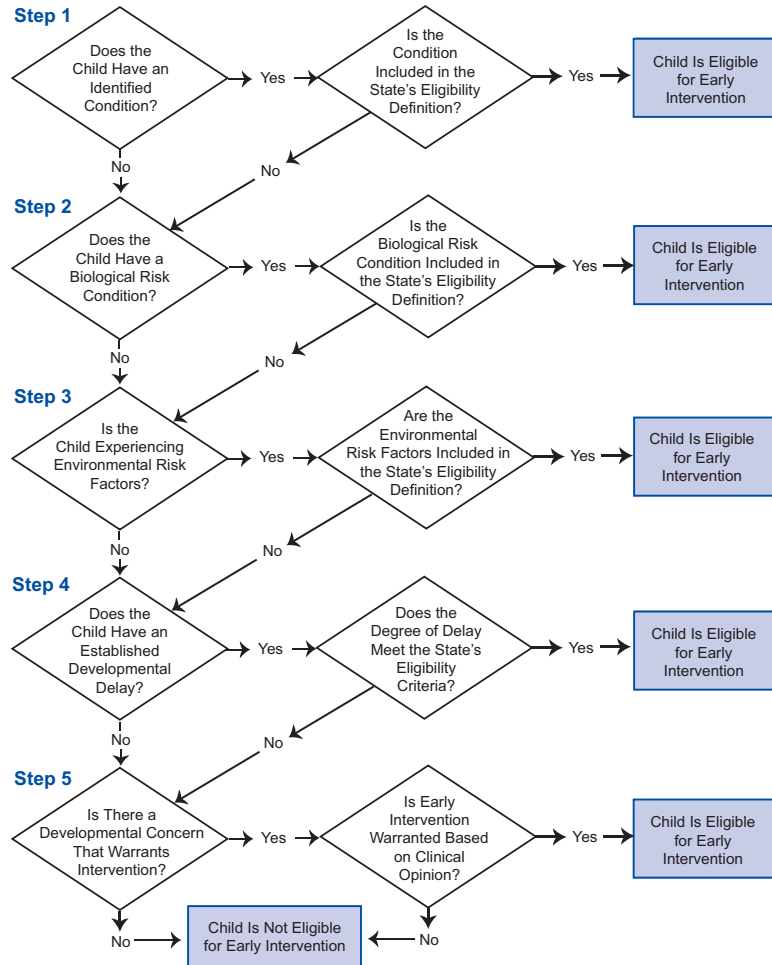 Step 1
Does the
Child Have an
Identified
Condition?
Yes
Is the
Condition
Included in the
State's Eligibility
Definition?
Yes
Child Is Eligible
for Early
Intervention
No
No
Step 2
Does the
Child Have a
Biological Risk
Condition?
Yes
Is the
Biological Risk
Condition Included in
the State's Eligibility
Definition?
Yes
Child Is Eligible
for Early
Intervention
No
No
Step 3
Is the
Child Experiencing
Environmental Risk
Factors?
Yes
Are the
Environmental
Risk Factors Included in
the State's Eligibility
Definition?
Yes
Child Is Eligible
for Early
Intervention
No
No
Step 4
Does the
Child Have an
Established
Developmental
Delay?
Yes
Does the
Degree of Delay
Meet the State's
Eligibility
Criteria?
Yes
Child Is Eligible
for Early
Intervention
No
No
Step 5
Is There a
Developmental Concern
That Warrants
Intervention?
Yes
Is Early
Intervention
Warranted Based
on Clinical
Opinion?
Yes
Child Is Eligible
for Early
Intervention
No
Child Is Not Eligible
for Early Intervention
No